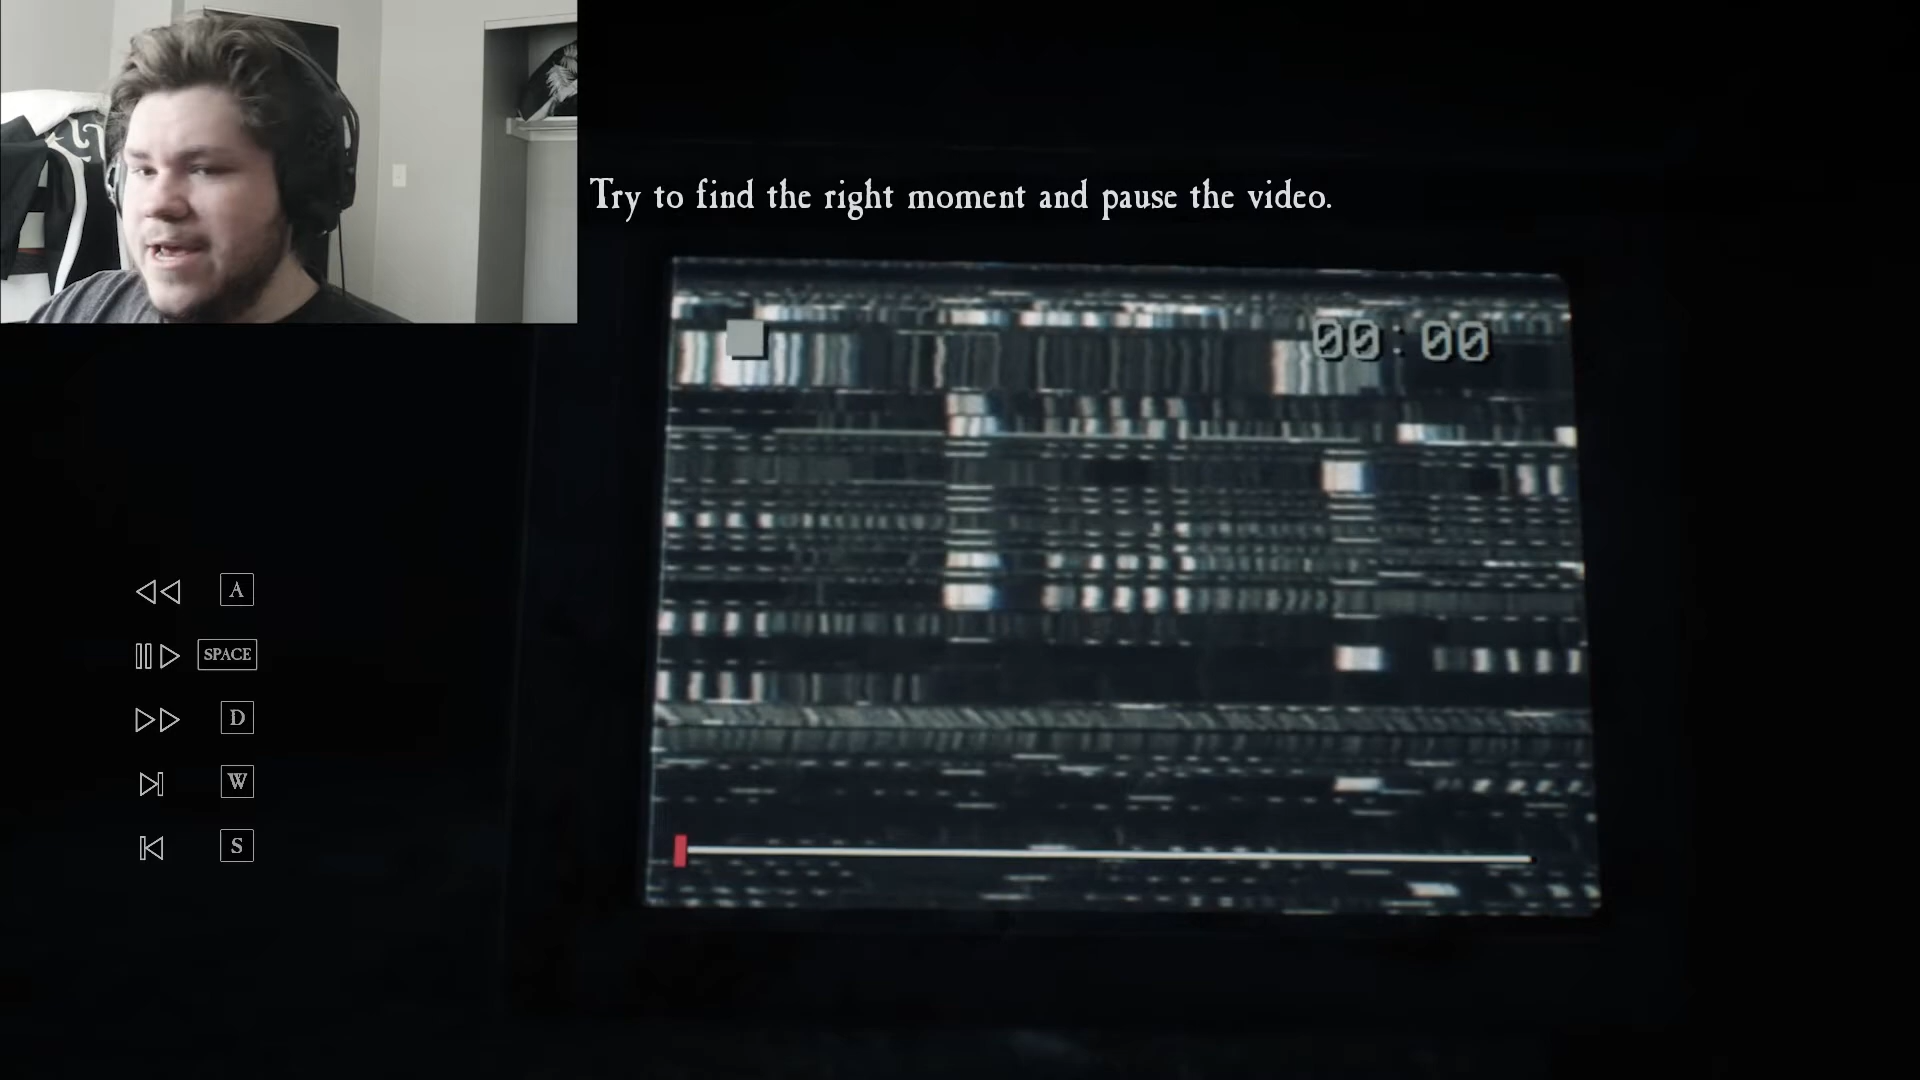 Try to find the right moment and pause the video.
00:00
A
SPACE
D
W
S